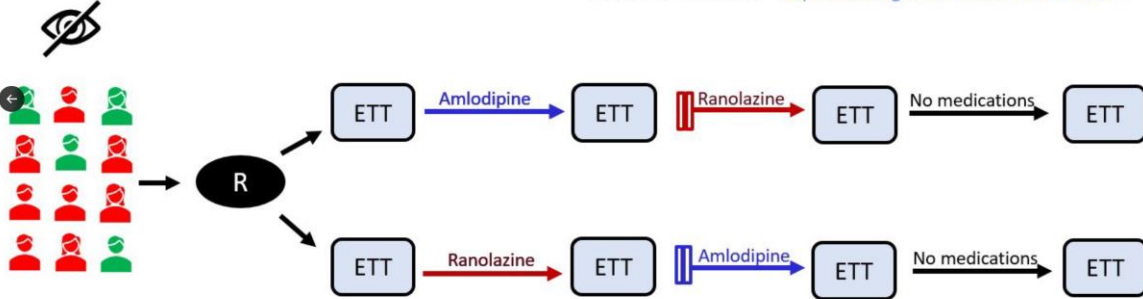 ETT
Amlodipine
ETT
Ranolazine
ETT
No medications
ETT
R
ETT
Ranolazine
ETT
Amlodipine
ETT
No medications
ETT